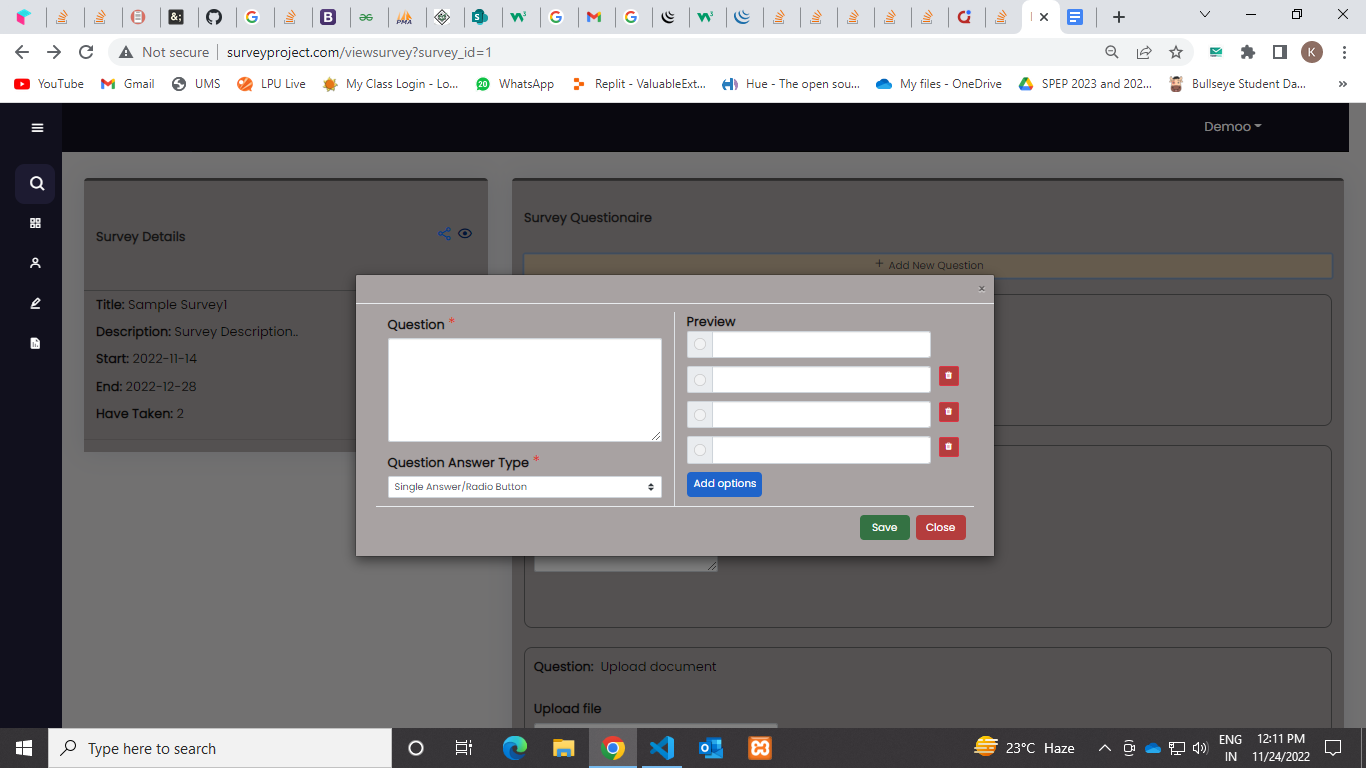 Not secure surveyproject.com/viewsurvey?survey_id=1 K
YouTube Gmail UMS LPU Live My Class Login - Lo... 20 WhatsApp Replit - ValuableExt... Hue - The open sou... My files - OneDrive SPEP 2023 and 202... Bullseye Student Da... »
Demoo
Survey Details
Title: Sample Survey1
Description: Survey Description..
Start: 2022-11-14
End: 2022-12-28
Have Taken: 2
Survey Questionaire
+ Add New Question
×
Question *
Question Answer Type *
Single Answer/Radio Button
Preview
Add options
Save Close
Question: Upload document
Upload file
Type here to search
23°C Haze
ENG
IN
12:11 PM
11/24/2022